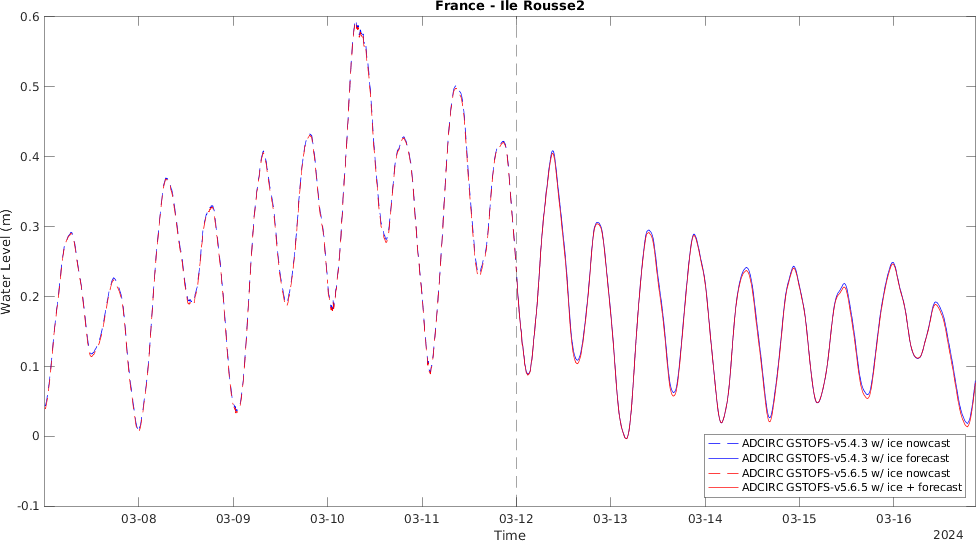 France - Ile Rousse2
Water Level (m)
0.6
0.5
0.4
0.3
0.2
0.1
0
-0.1
03-08 03-09 03-10 03-11 03-12 03-13 03-14 03-15 03-16
Time
2024
ADCIRC GSTOFS-v5.4.3 w/ ice nowcast
ADCIRC GSTOFS-v5.4.3 w/ ice forecast
ADCIRC GSTOFS-v5.6.5 w/ ice nowcast
ADCIRC GSTOFS-v5.6.5 w/ ice + forecast